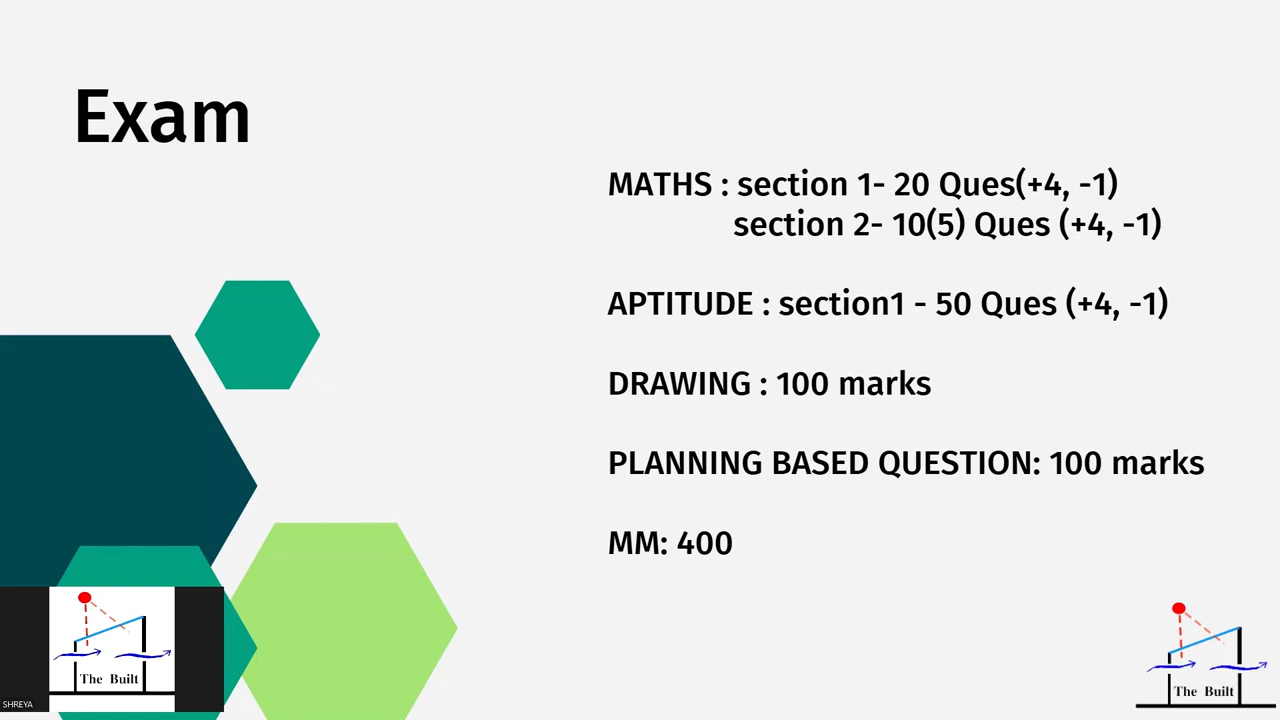 Exam
MATHS : section 1- 20 Ques(+4, -1)
section 2- 10(5) Ques (+4, -1)
APTITUDE : section1 - 50 Ques (+4, -1)
DRAWING : 100 marks
PLANNING BASED QUESTION: 100 marks
MM: 400
The Built
SHREYA
The Built